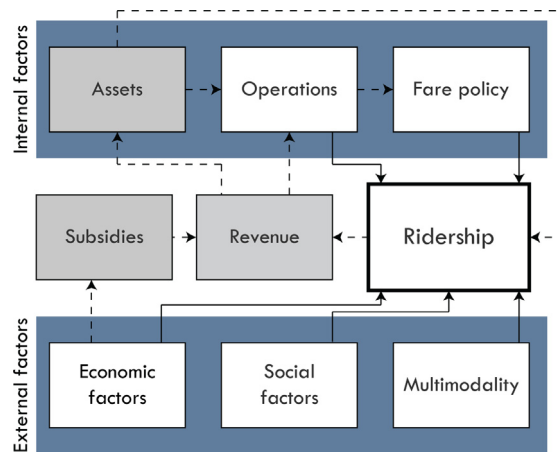 Internal factors
Assets
Operations
Fare policy
Subsidies
Revenue
Ridership
External factors
Economic
factors
Social
factors
Multimodality